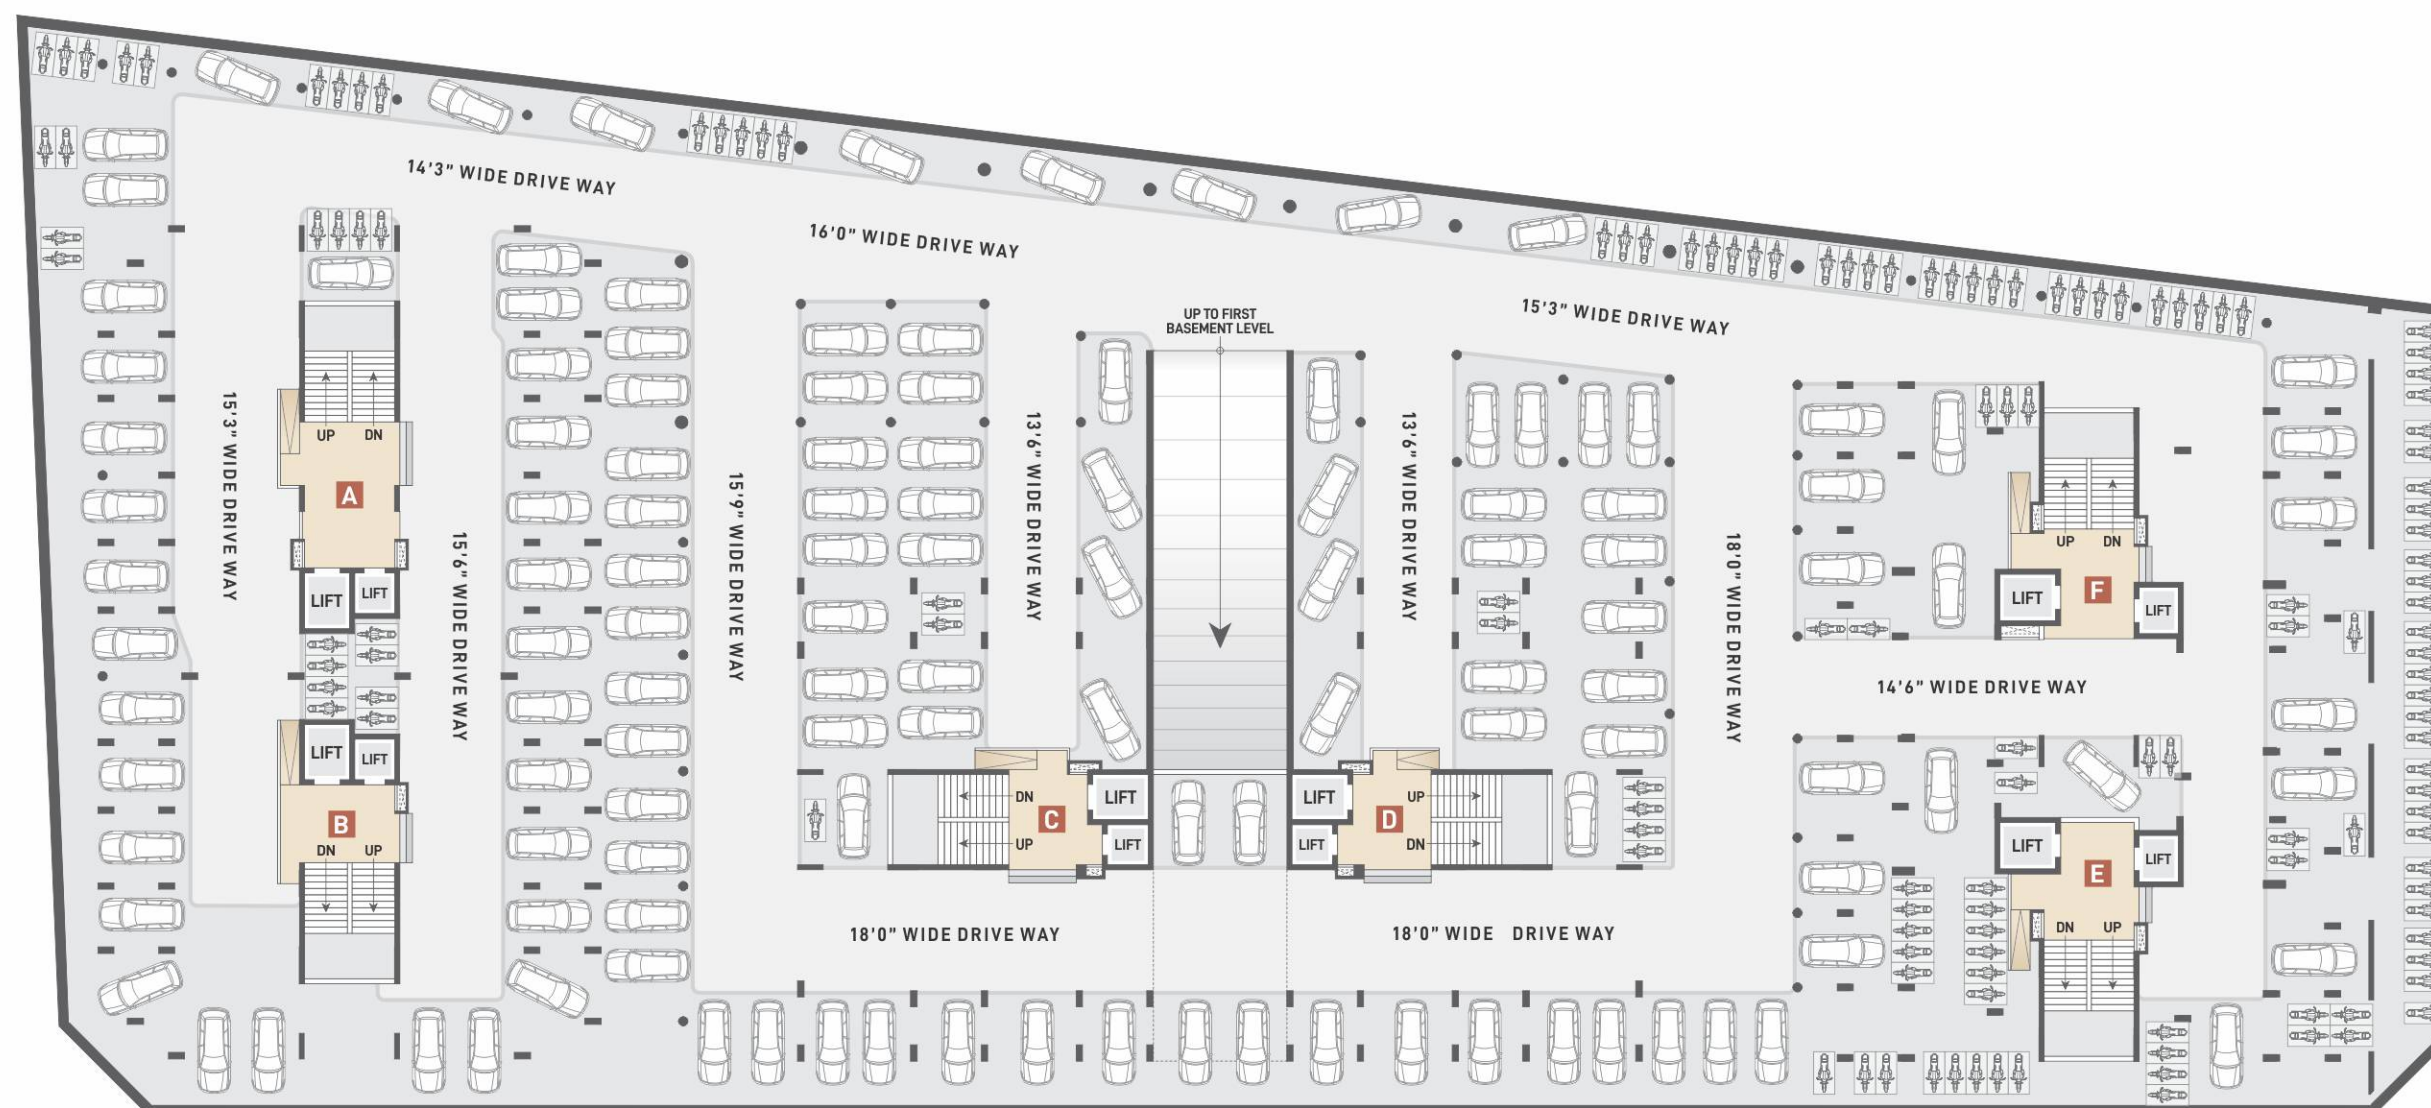 14'3" WIDE DRIVE WAY
16'0" WIDE DRIVE WAY
15'3" WIDE DRIVE WAY
UP TO FIRST
BASEMENT LEVEL
15'3" WIDE DRIVE WAY
UP DN
A
LIFT LIFT
15'6" WIDE DRIVE WAY
LIFT LIFT
B
DN UP
15'9" WIDE DRIVE WAY
13'6" WIDE DRIVE WAY
13'6" WIDE DRIVE WAY
18'0" WIDE DRIVE WAY
DN
C
UP
LIFT
LIFT
LIFT
LIFT
UP
D
DN
UP DN
F
LIFT
LIFT
14'6" WIDE DRIVE WAY
LIFT
LIFT
E
DN UP
18'0" WIDE DRIVE WAY
18'0" WIDE DRIVE WAY